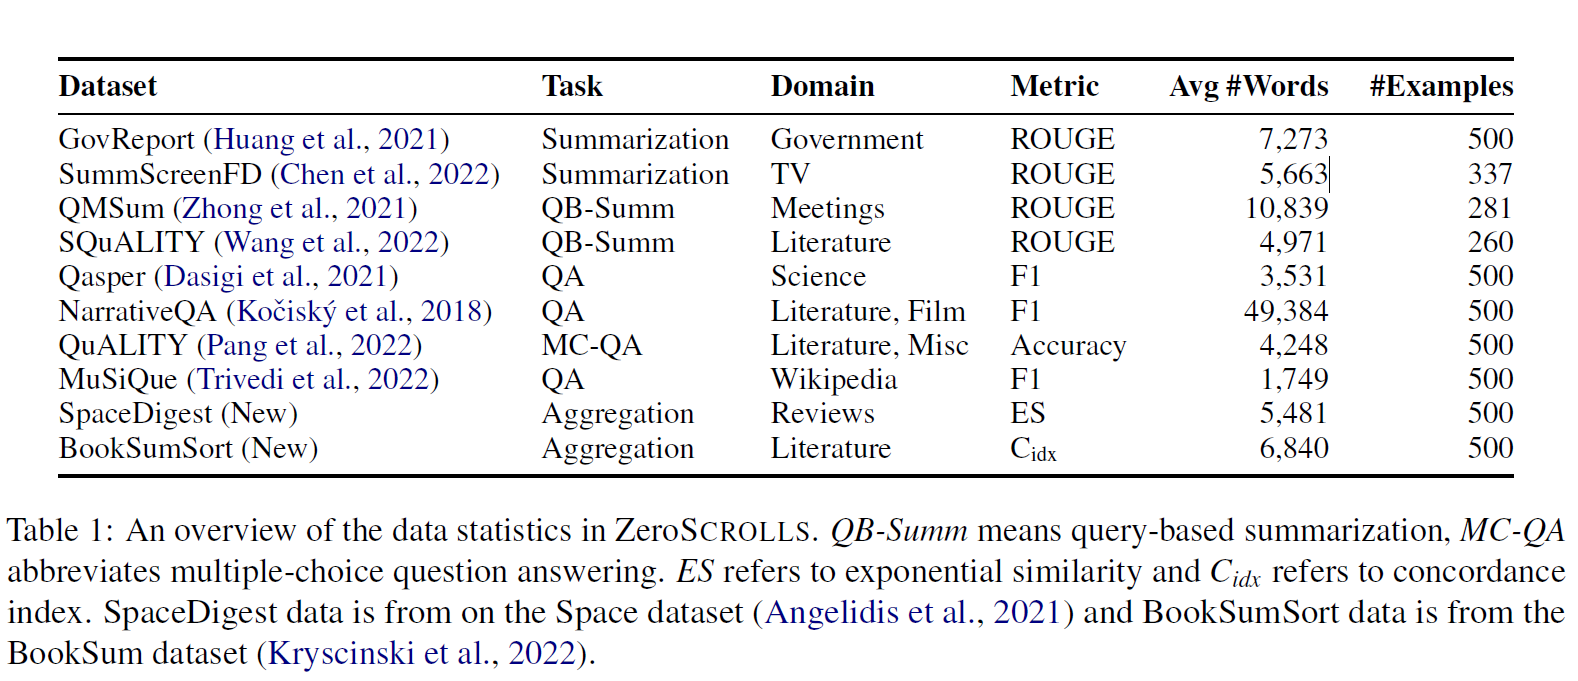 Dataset Task Domain Metric Avg #Words #Examples
GovReport (Huang et al., 2021) Summarization Government ROUGE 7,273 500
SummScreenFD (Chen et al., 2022) Summarization TV ROUGE 5,663 337
QMSum (Zhong et al., 2021) QB-Summ Meetings ROUGE 10,839 281
SQuALITY (Wang et al., 2022) QB-Summ Literature ROUGE 4,971 260
Qasper (Dasigi et al., 2021) QA Science F1 3,531 500
NarrativeQA (Kočiský et al., 2018) QA Literature, Film F1 49,384 500
QuALITY (Pang et al., 2022) MC-QA Literature, Misc Accuracy 4,248 500
MuSiQue (Trivedi et al., 2022) QA Wikipedia F1 1,749 500
SpaceDigest (New) Aggregation Reviews ES 5,481 500
BookSumSort (New) Aggregation Literature Cidx 6,840 500
Table 1: An overview of the data statistics in ZeroSCROLLS. QB-Summ means query-based summarization, MC-QA
abbreviates multiple-choice question answering. ES refers to exponential similarity and Cidx refers to concordance
index. SpaceDigest data is from on the Space dataset (Angelidis et al., 2021) and BookSumSort data is from the
BookSum dataset (Kryscinski et al., 2022).